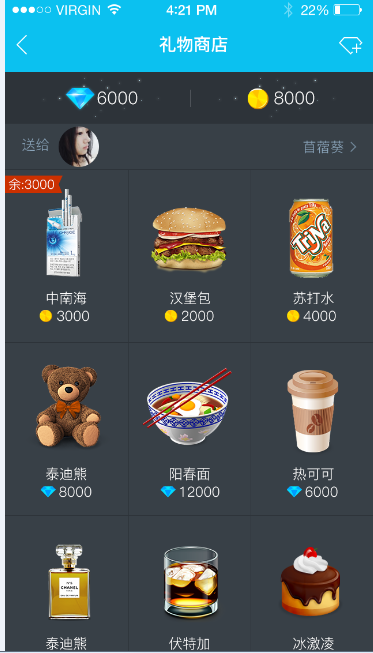 VIRGIN 4:21 PM 22%
礼物商店
6000 8000
送给 苜蓿葵
余:3000
TriNa
中南海 汉堡包 苏打水
3000 2000 4000
泰迪熊 阳春面 热可可
8000 12000 6000
CHANEL
泰迪熊 伏特加 冰激凌